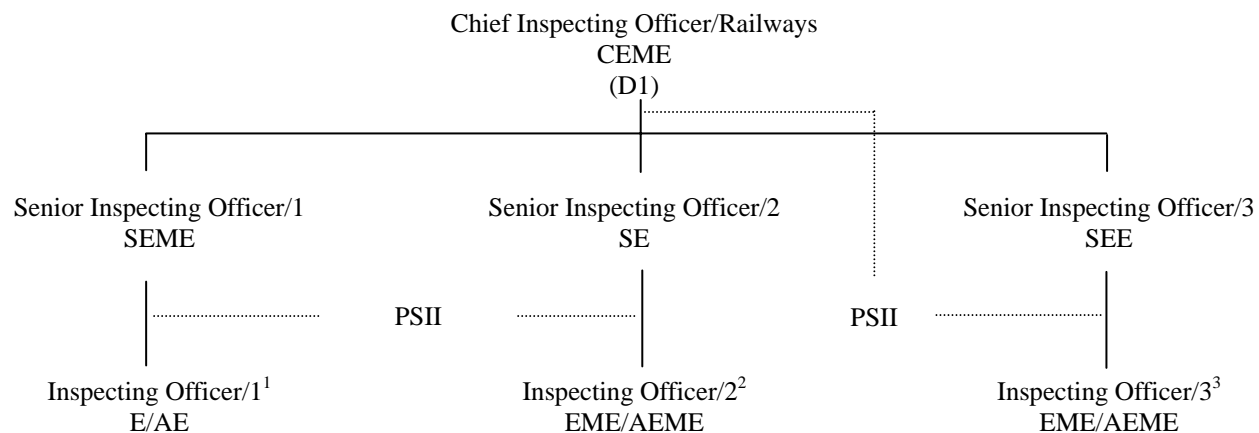 Chief Inspecting Officer/Railways
CEME
(D1)
Senior Inspecting Officer/1 Senior Inspecting Officer/2 Senior Inspecting Officer/3
SEME SE SEE
PSII PSII
Inspecting Officer/1¹ Inspecting Officer/2² Inspecting Officer/3³
E/AE EME/AEME EME/AEME